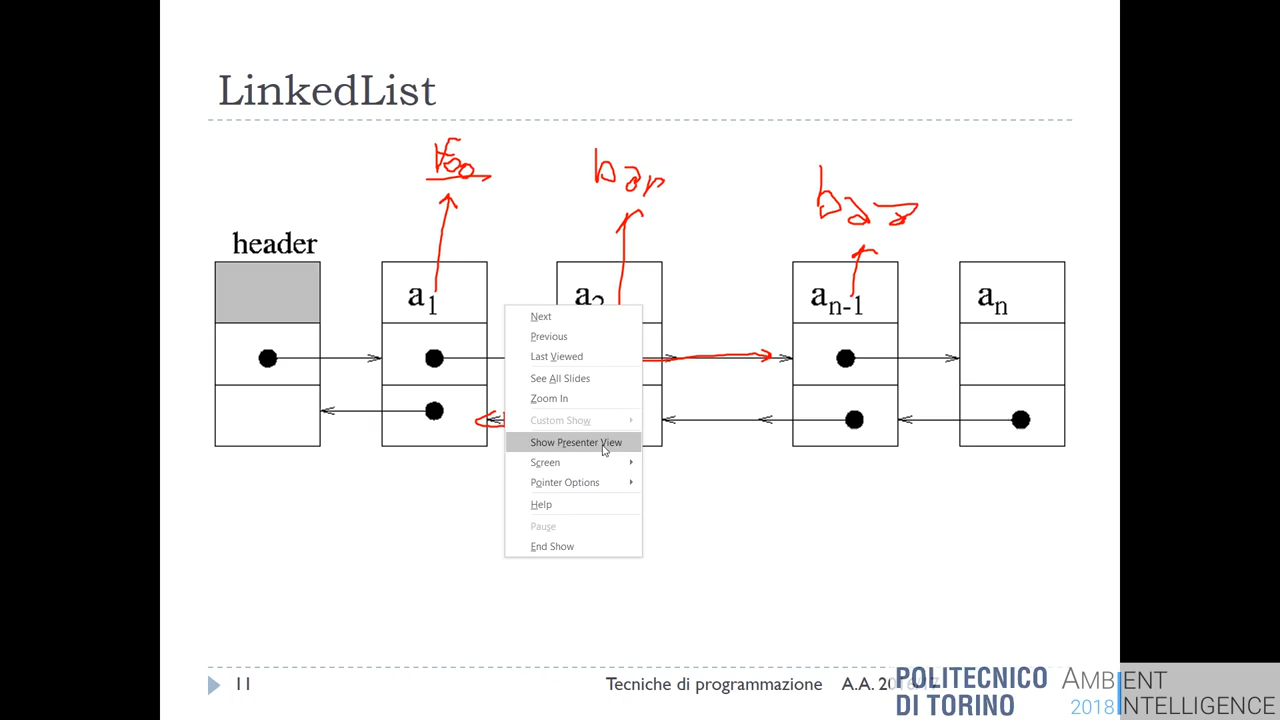 LinkedList
foo
bar
baz
header
a1
a2
an-1
an
Next
Previous
Last Viewed
See All Slides
Zoom In
Custom Show
Show Presenter View
Screen
Pointer Options
Help
Pause
End Show
11
Tecniche di programmazione
A.A.
POLITECNICO
DI TORINO
AMBIENT
2018 INTELLIGENCE